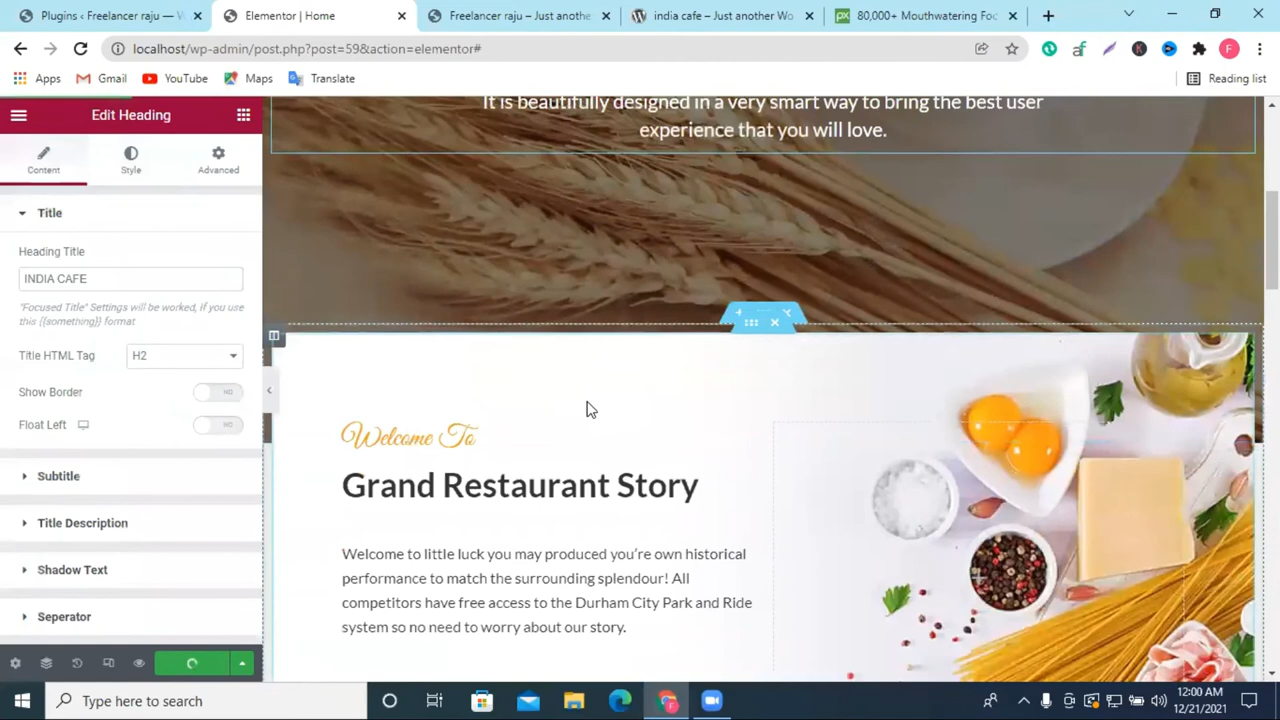 Plugins ‹ Freelancer raju — W
Elementor | Home
Freelancer raju – Just anothe
india cafe – Just another Wo
80,000+ Mouthwatering Foo
localhost/wp-admin/post.php?post=59&action=elementor#
Apps
Gmail
YouTube
Maps
Translate
Reading list
Edit Heading
Content
Style
Advanced
Title
Heading Title
INDIA CAFE
"Focused Title" Settings will be worked, If you use
this {{something}} format
Title HTML Tag
H2
Show Border
NO
Float Left
NO
Subtitle
Title Description
Shadow Text
Seperator
It is beautifully designed in a very smart way to bring the best user
experience that you will love.
Welcome To
Grand Restaurant Story
Welcome to little luck you may produced you're own historical
performance to match the surrounding splendour! All
competitors have free access to the Durham City Park and Ride
system so no need to worry about our story.
Type here to search
12:00 AM
12/21/2021